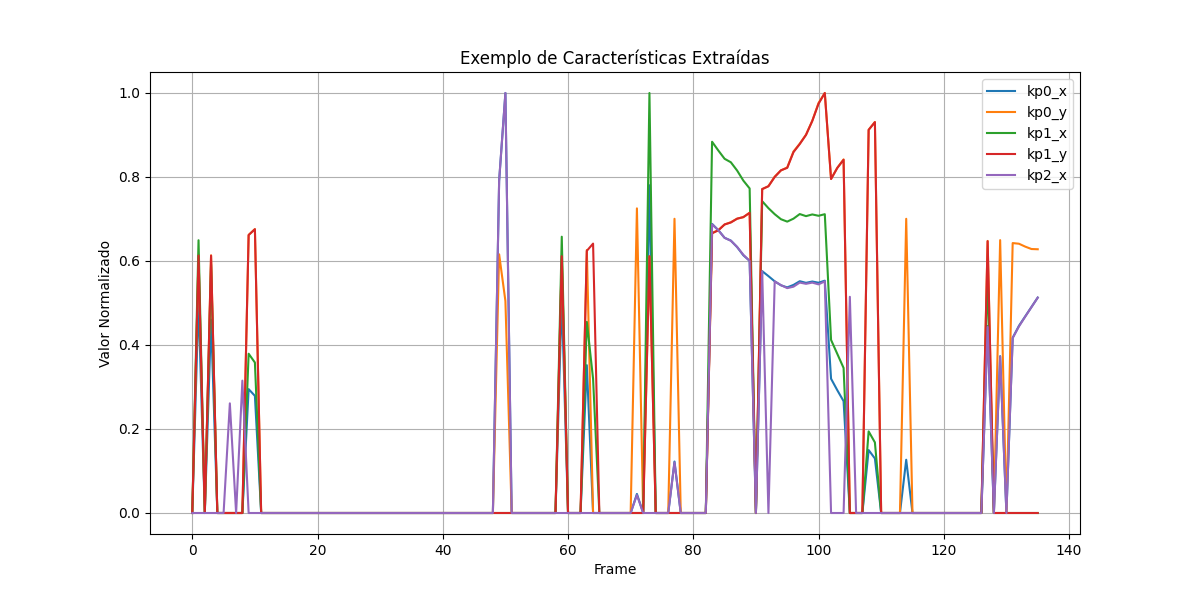 Exemplo de Características Extraídas
kp0_x
kp0_y
kp1_x
kp1_y
kp2_x
Valor Normalizado
1.0
0.8
0.6
0.4
0.2
0.0
0 20 40 60 80 100 120 140
Frame